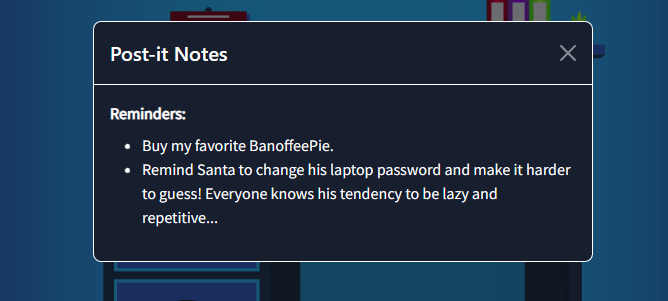 Post-it Notes
Reminders:
• Buy my favorite BanoffeePie.
• Remind Santa to change his laptop password and make it harder
to guess! Everyone knows his tendency to be lazy and
repetitive...